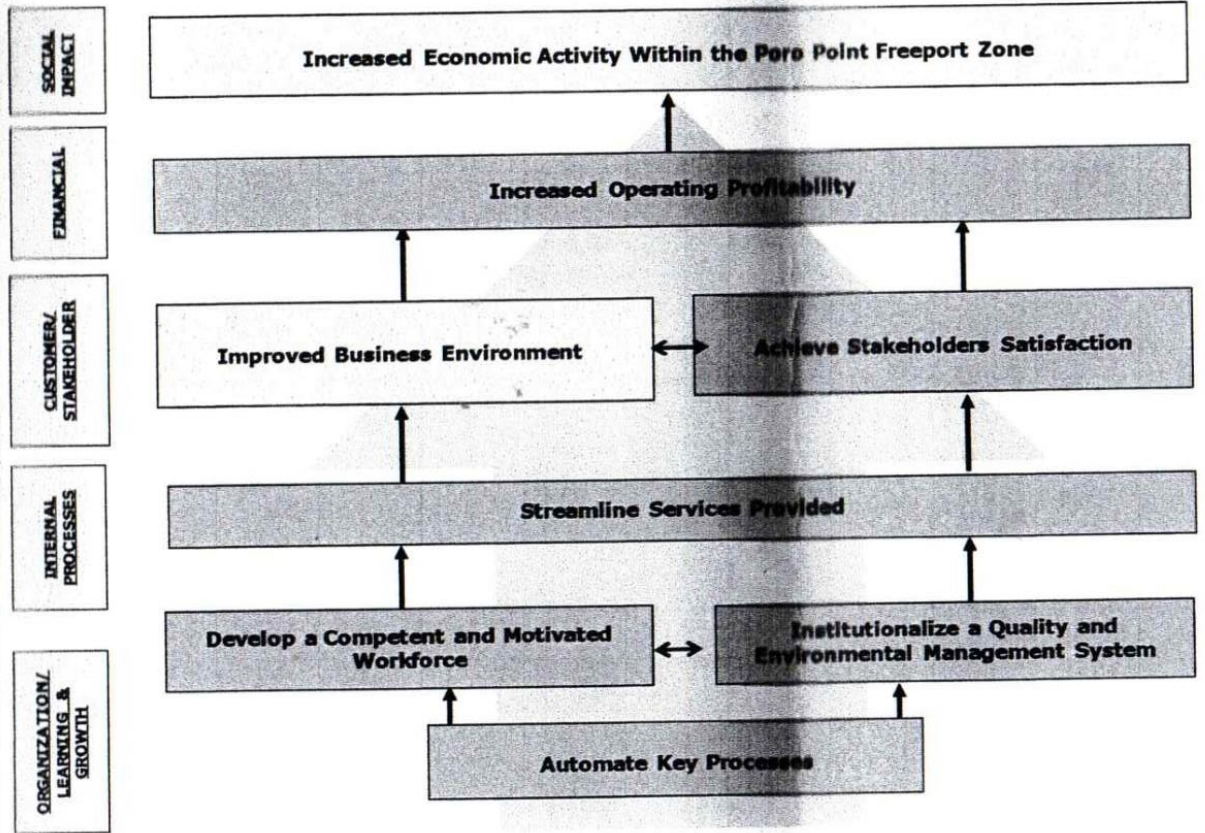 SOCIAL
IMPACT
Increased Economic Activity Within the Poro Point Freeport Zone
FINANCIAL
Increased Operating Profitability
CUSTOMER/
STAKEHOLDER
Improved Business Environment
Achieve Stakeholders Satisfaction
INTERNAL
PROCESSES
Streamline Services Provided
ORGANIZATION/
LEARNING &
GROWTH
Develop a Competent and Motivated
Workforce
Institutionalize a Quality and
Environmental Management System
Automate Key Processes